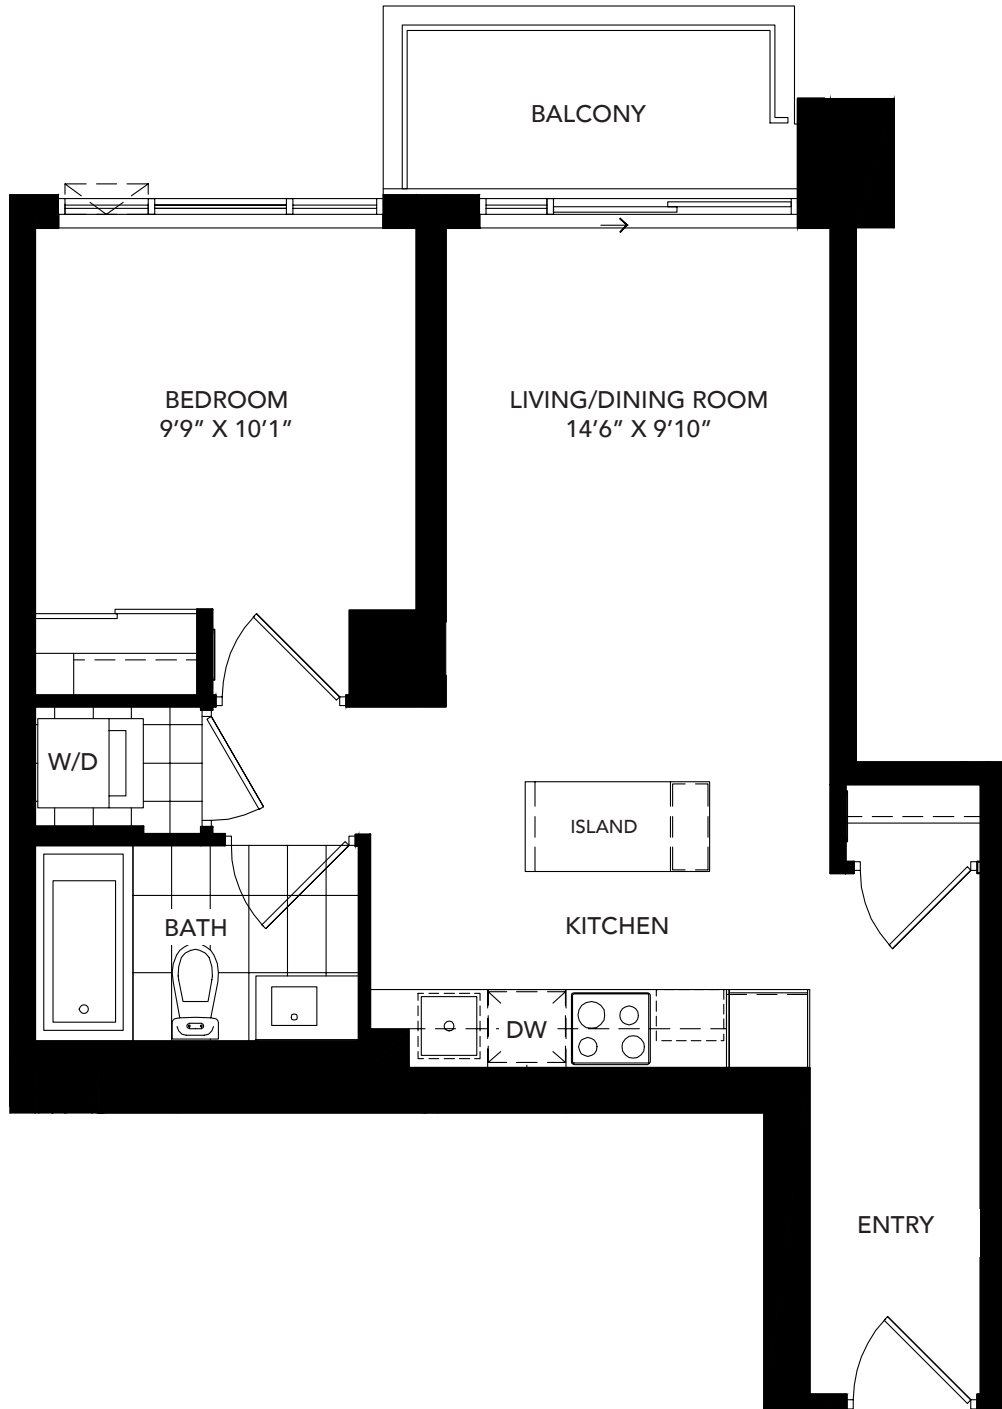 BALCONY
BEDROOM
9'9" X 10'1"
LIVING/DINING ROOM
14'6" X 9'10"
W/D
ISLAND
BATH
KITCHEN
DW
ENTRY